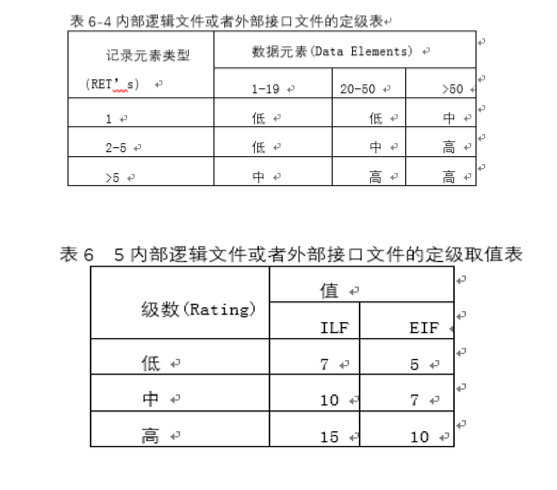 表 6-4 内部逻辑文件或者外部接口文件的定级表
记录元素类型 数据元素(Data Elements)
(RET's) 1-19 20-50 >50
1 低 低 中
2-5 低 中 高
>5 中 高 高
表 6 5 内部逻辑文件或者外部接口文件的定级取值表
级数(Rating) 值
ILF EIF
低 7 5
中 10 7
高 15 10